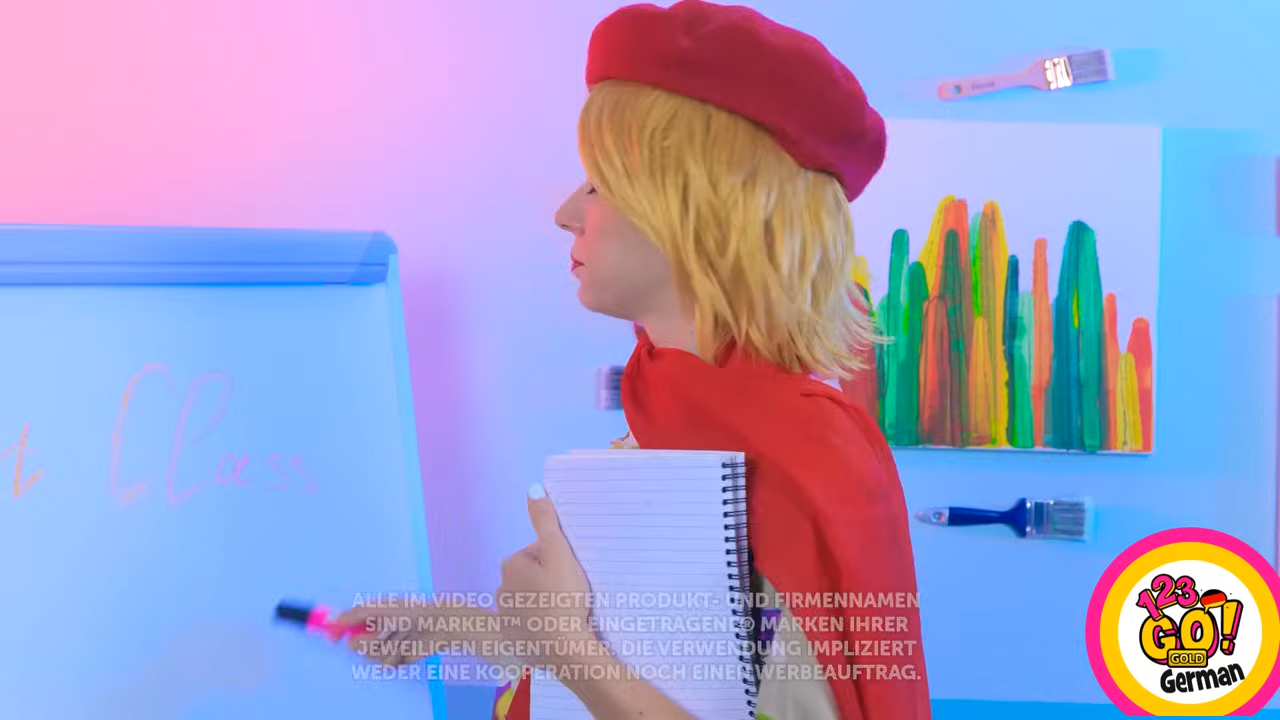 t Class
ALLE IM VIDEO GEZEIGTEN PRODUKT- UND FIRMENNAMEN
SIND MARKEN™ ODER EINGETRAGENE® MARKEN IHRER
JEWEILIGEN EIGENTÜMER. DIE VERWENDUNG IMPLIZIERT
WEDER EINE KOOPERATION NOCH EINEN WERBEAUFTRAG.
123
GO!
GOLD
German